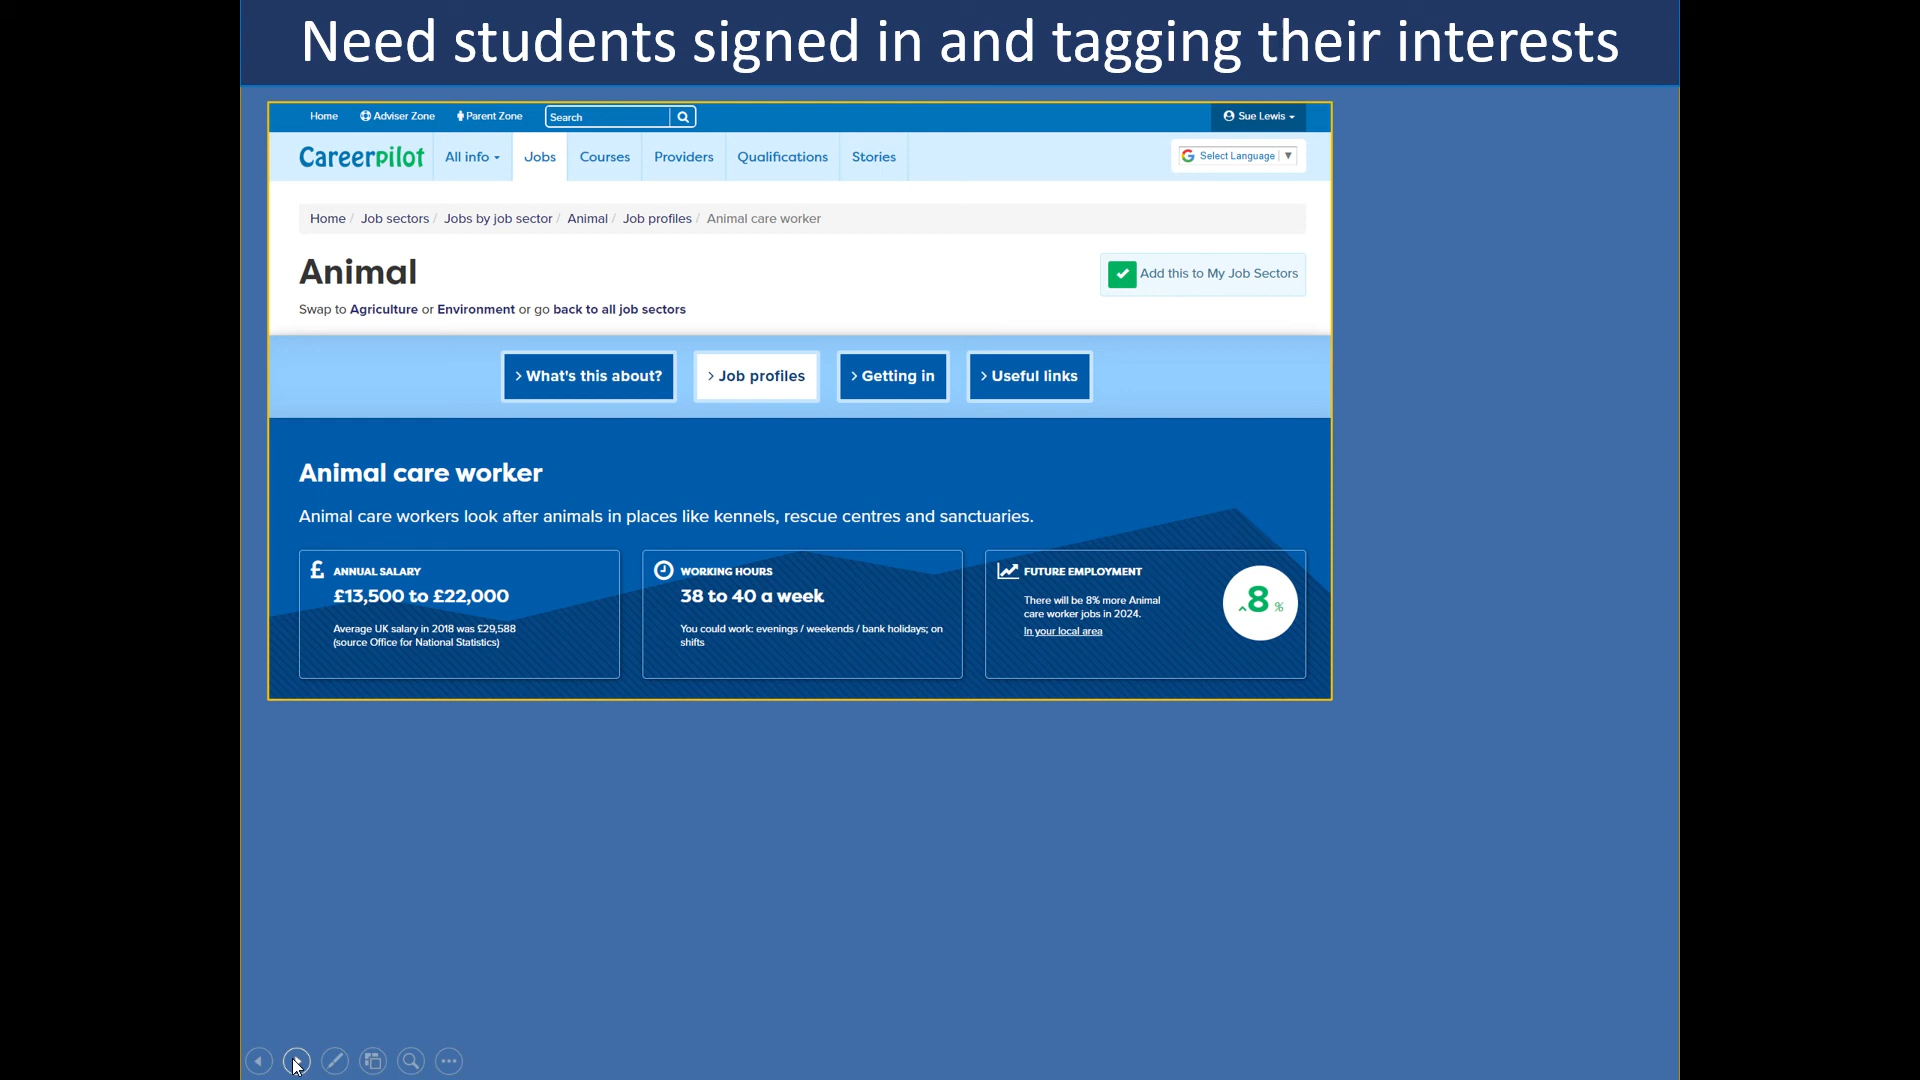 Need students signed in and tagging their interests
Home Adviser Zone Parent Zone Search Sue Lewis
Careerpilot All info Jobs Courses Providers Qualifications Stories Select Language
Home / Job sectors / Jobs by job sector / Animal / Job profiles / Animal care worker
Animal
Add this to My Job Sectors
Swap to Agriculture or Environment or go back to all job sectors
> What's this about? > Job profiles > Getting in > Useful links
Animal care worker
Animal care workers look after animals in places like kennels, rescue centres and sanctuaries.
£ ANNUAL SALARY
£13,500 to £22,000
Average UK salary in 2018 was £29,588
(source Office for National Statistics)
WORKING HOURS
38 to 40 a week
You could work: evenings / weekends / bank holidays; on
shifts
FUTURE EMPLOYMENT
There will be 8% more Animal
care worker jobs in 2024.
In your local area
8 %